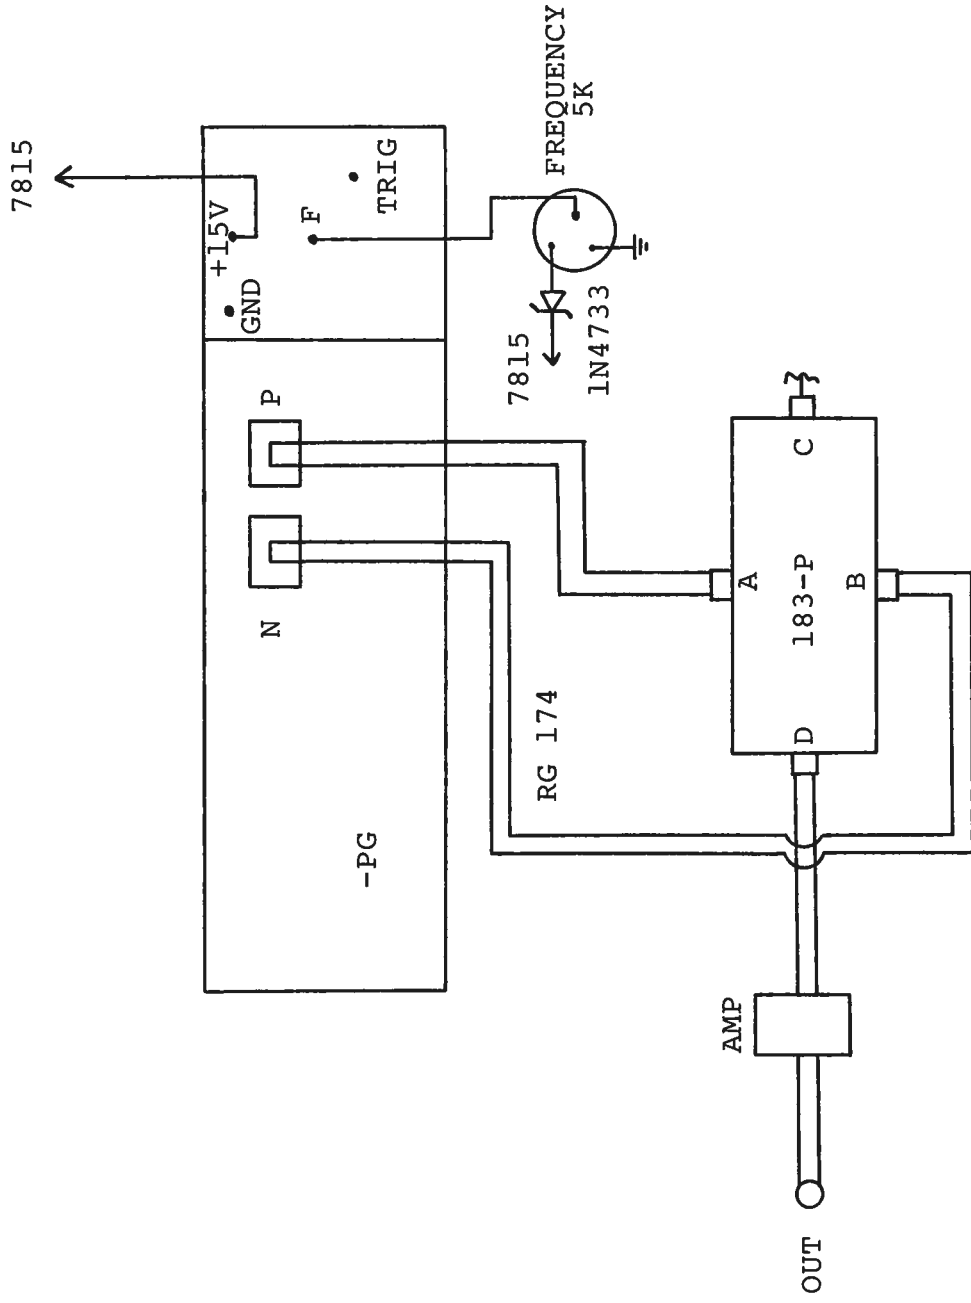 7815
+15V
GND
F
TRIG
P
N
-PG
FREQUENCY
5K
7815
1N4733
RG 174
A
183-P
B
C
D
AMP
OUT